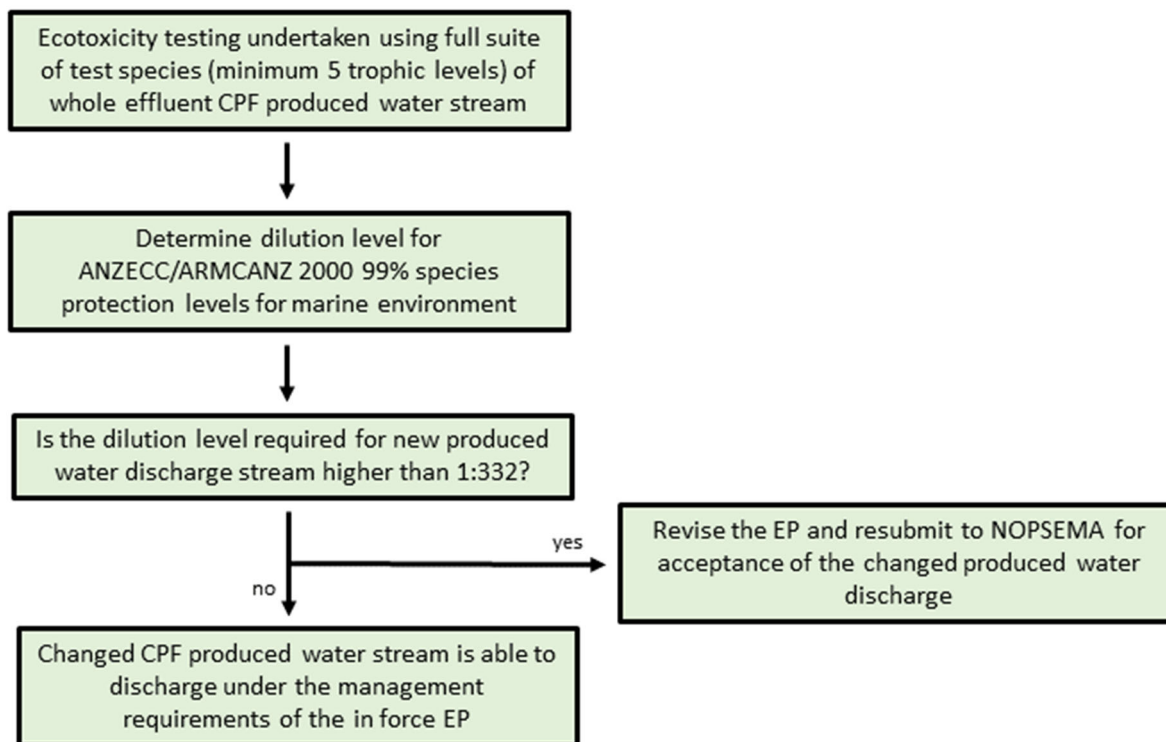 Ecotoxicity testing undertaken using full suite
of test species (minimum 5 trophic levels) of
whole effluent CPF produced water stream
Determine dilution level for
ANZECC/ARMCANZ 2000 99% species
protection levels for marine environment
Is the dilution level required for new produced
water discharge stream higher than 1:332?
yes
Revise the EP and resubmit to NOPSEMA for
acceptance of the changed produced water
discharge
no
Changed CPF produced water stream is able to
discharge under the management
requirements of the in force EP